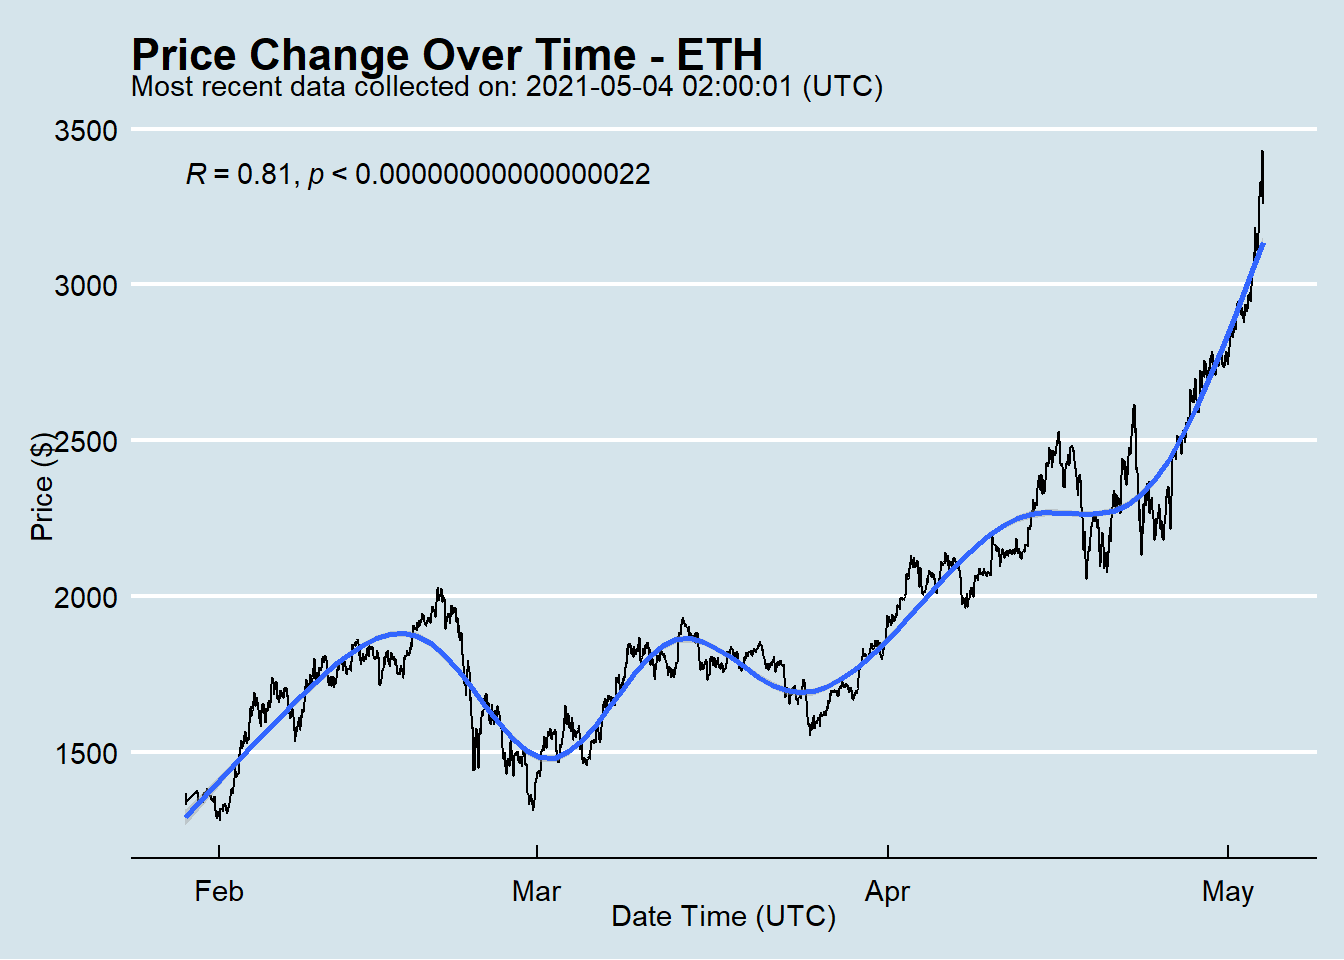 Price Change Over Time - ETH
Most recent data collected on: 2021-05-04 02:00:01 (UTC)
R = 0.81, p < 0.00000000000000022
3500
3000
2500
2000
1500
Price ($)
Feb
Mar
Apr
May
Date Time (UTC)